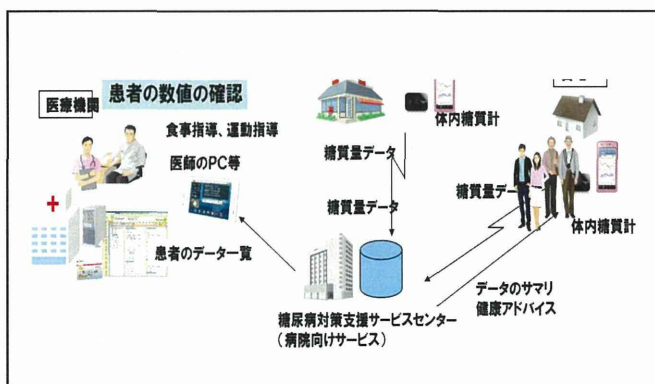 医療機関
患者の数値の確認
食事指導、運動指導
医師のPC等
患者のデータ一覧
体内糖質計
糖質量データ
糖質量データ
糖質量デー
体内糖質計
データのサマリ
健康アドバイス
糖尿病対策支援サービスセンター
(病院向けサービス)